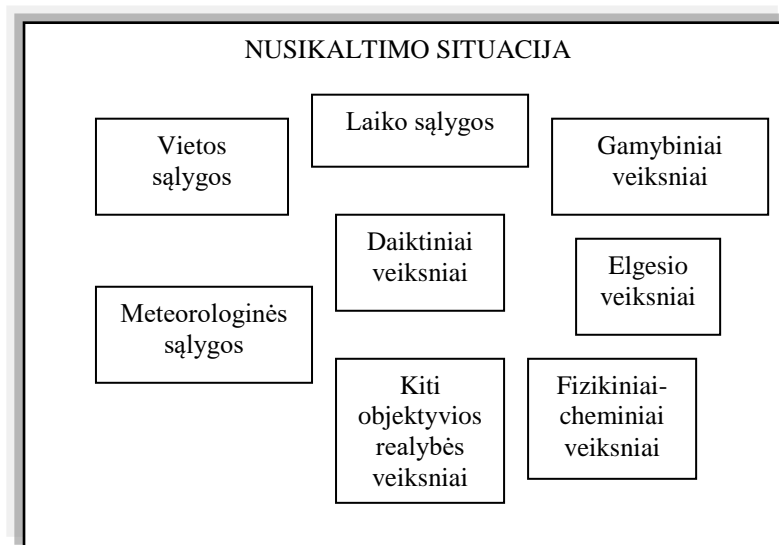 NUSIKALTIMO SITUACIJA
Laiko sąlygos
Vietos
sąlygos
Gamybiniai
veiksniai
Daiktiniai
veiksniai
Elgesio
veiksniai
Meteorologinės
sąlygos
Kiti
objektyvios
realybės
veiksniai
Fizikiniai-
cheminiai
veiksniai